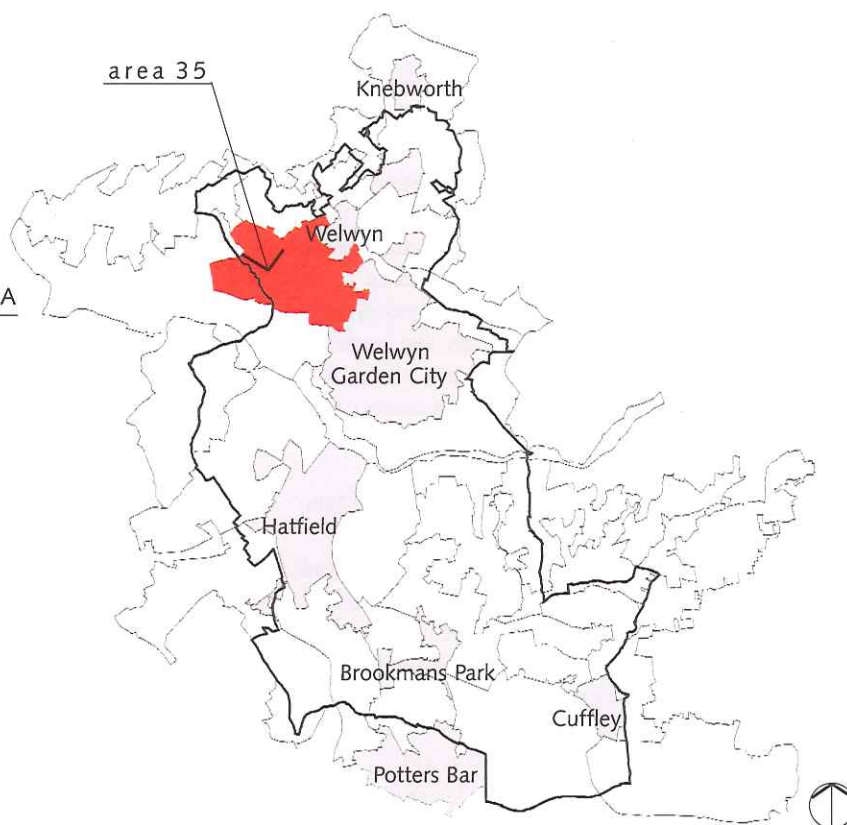 area 35
Knebworth
Welwyn
A
Welwyn
Garden City
Hatfield
Brookmans Park
Cuffley
Potters Bar